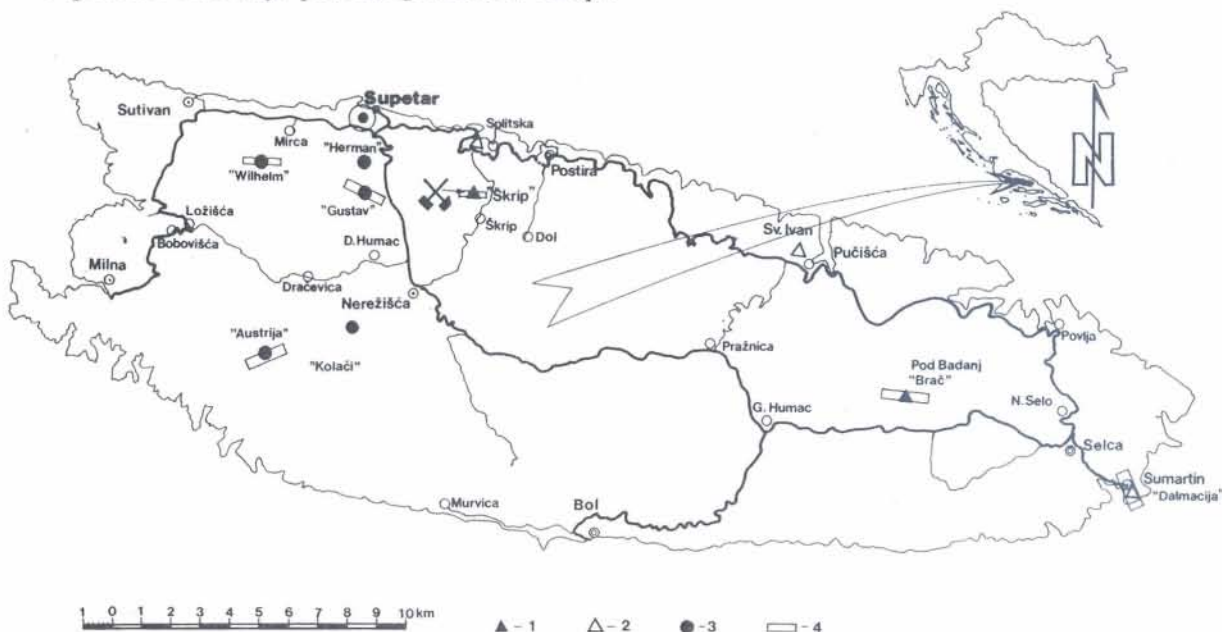 Supetar
Sutivan
Splitska
Mirca
"Herman"
"Wilhelm"
Postira
"Gustav"
"Škrip"
N
Ložišća
Bobovišća
Škrip
Dol
D. Humac
Sv. Ivan
Pučišća
Milna
Dračevica
Nerežišća
"Austrija"
"Kolači"
Pražnica
Povlja
Pod Badanj
"Brač"
N. Selo
G. Humac
Selca
Sumartin
"Dalmacija"
Murvica
Bol
1 0 1 2 3 4 5 6 7 8 9 10 km
- 1 - 2 - 3 - 4